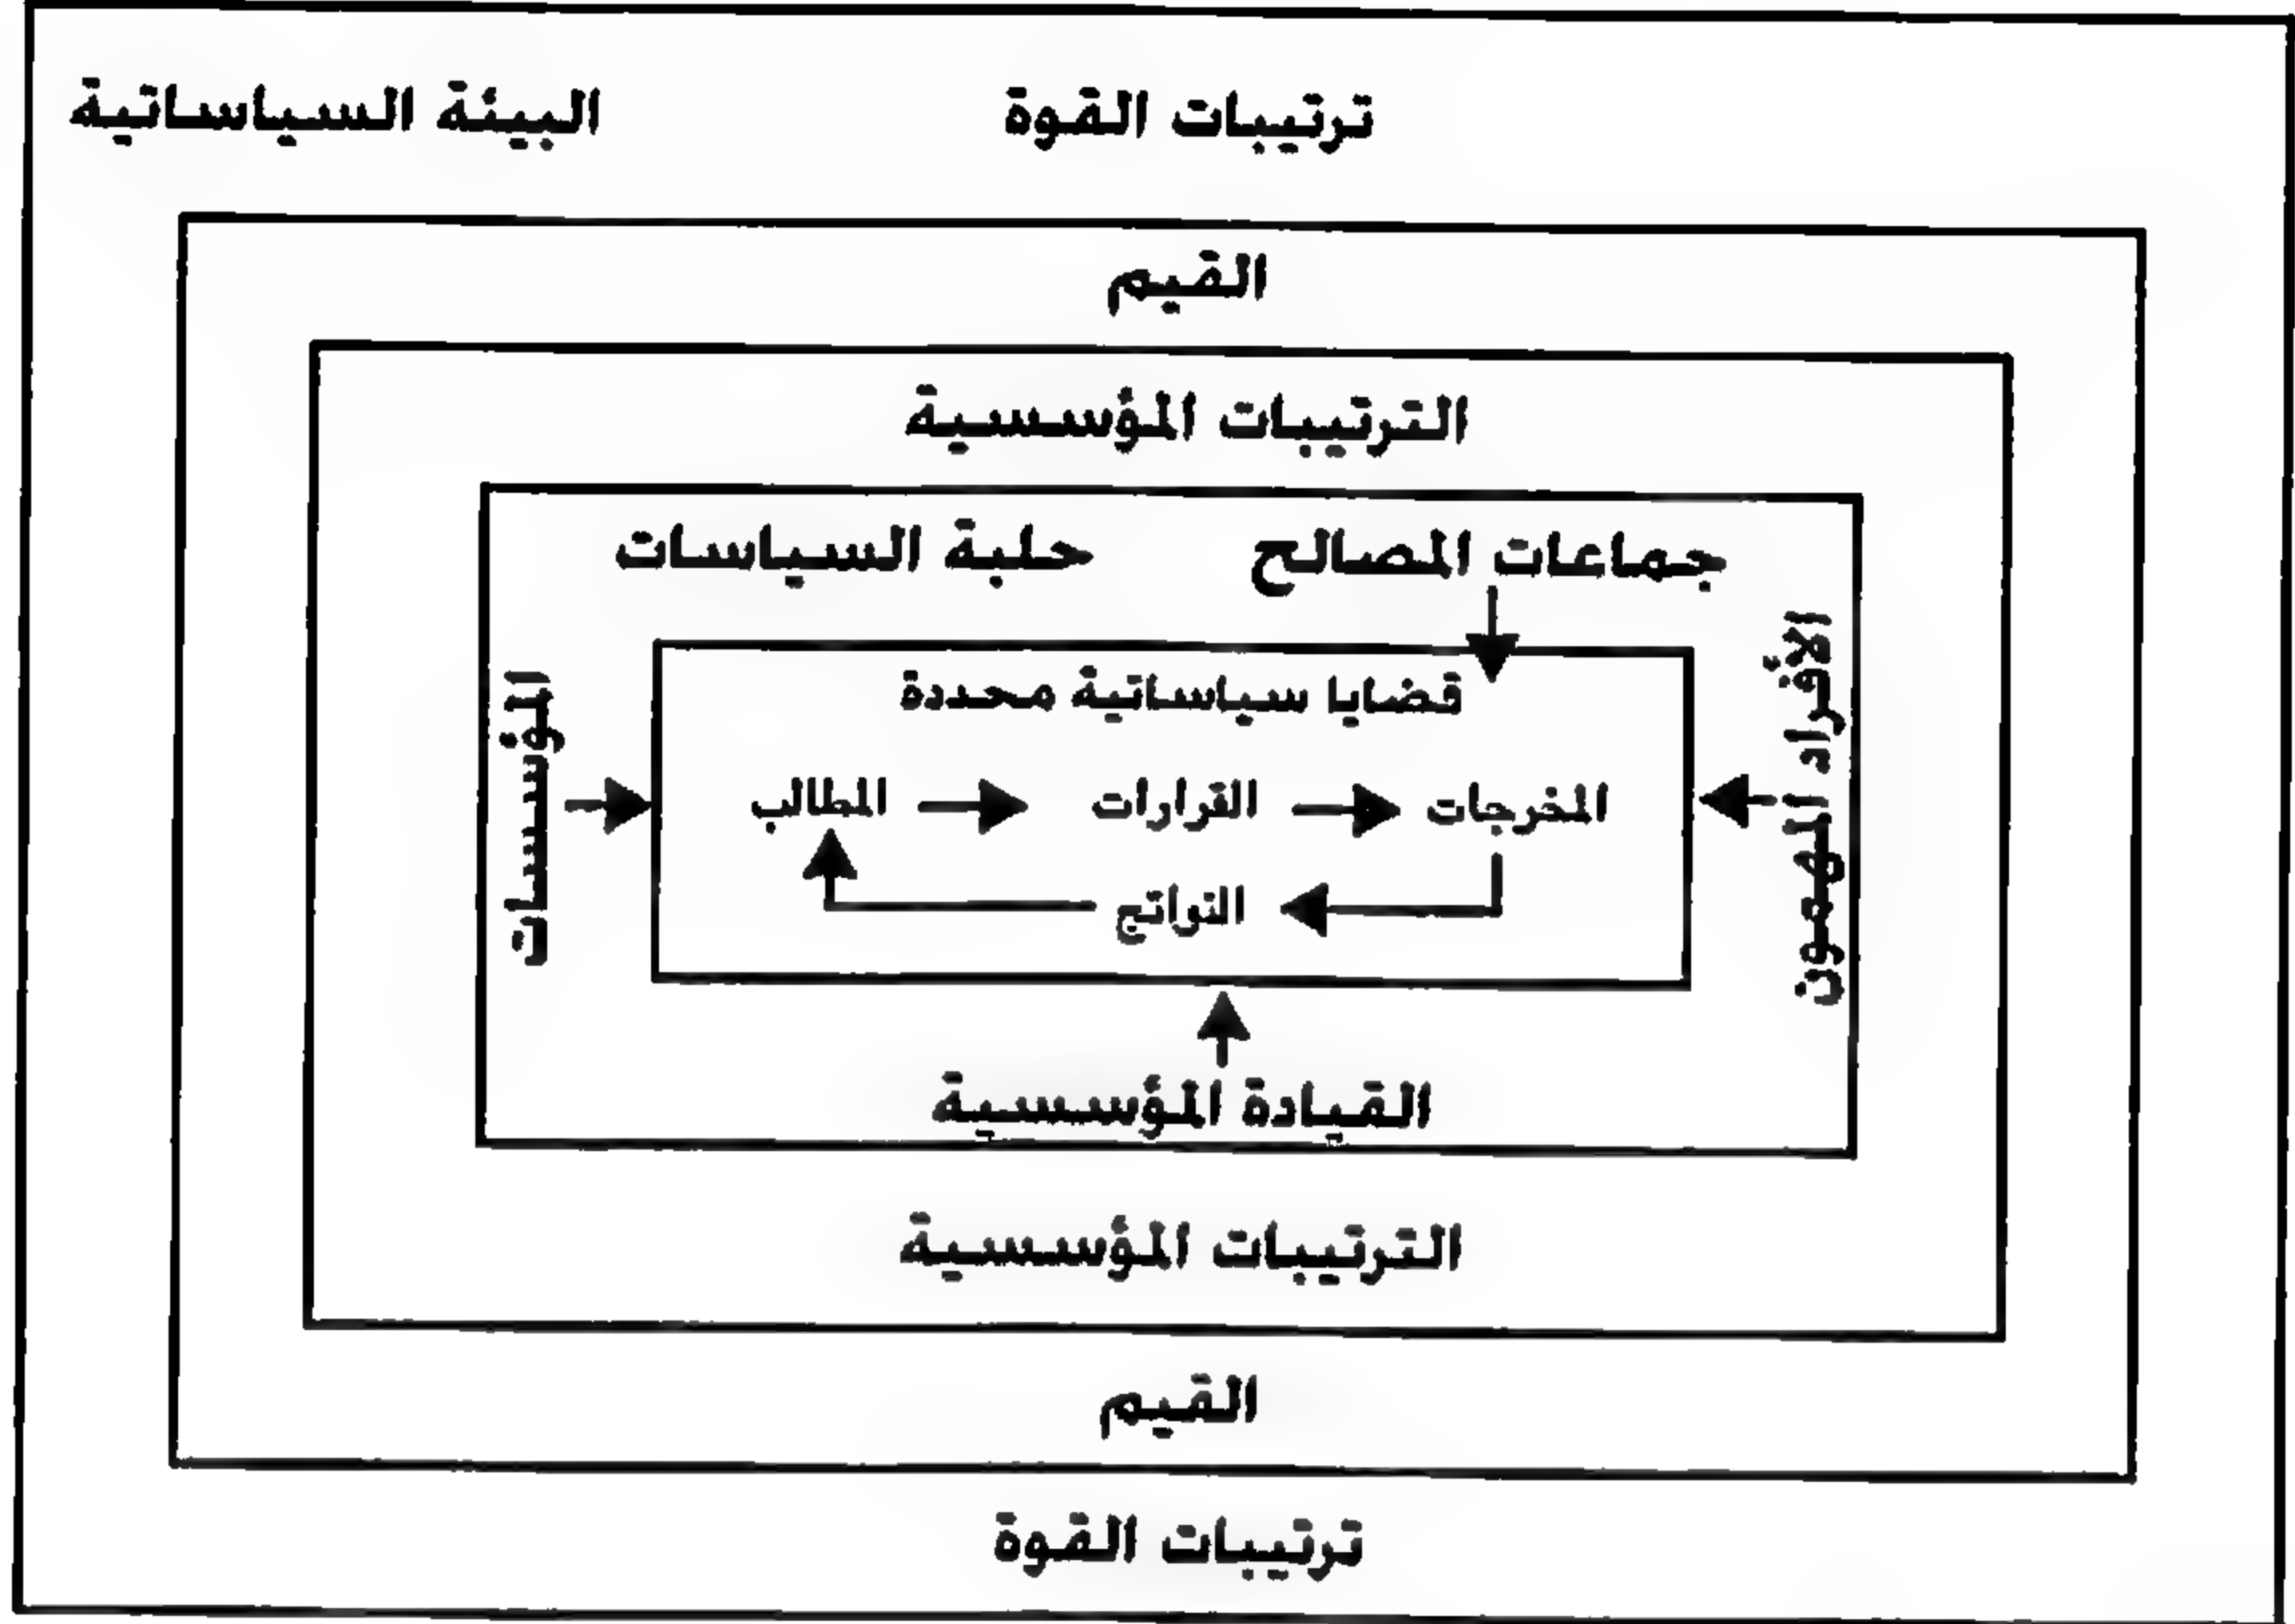 ترتيبات القوة
البيئة السياساتية
القيم
الترتيبات المؤسسية
جماعات المصالح
حلبة السياسات
الأفراد المهمون
المؤسسات
قضايا سياساتية محددة
المطالب
القرارات
المخرجات
النواتج
القيادة المؤسسية
الترتيبات المؤسسية
القيم
ترتيبات القوة